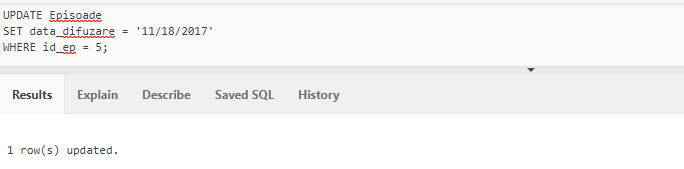 UPDATE Episoade
SET data_difuzare = '11/18/2017'
WHERE id_ep = 5;
Results Explain Describe Saved SQL History
1 row(s) updated.